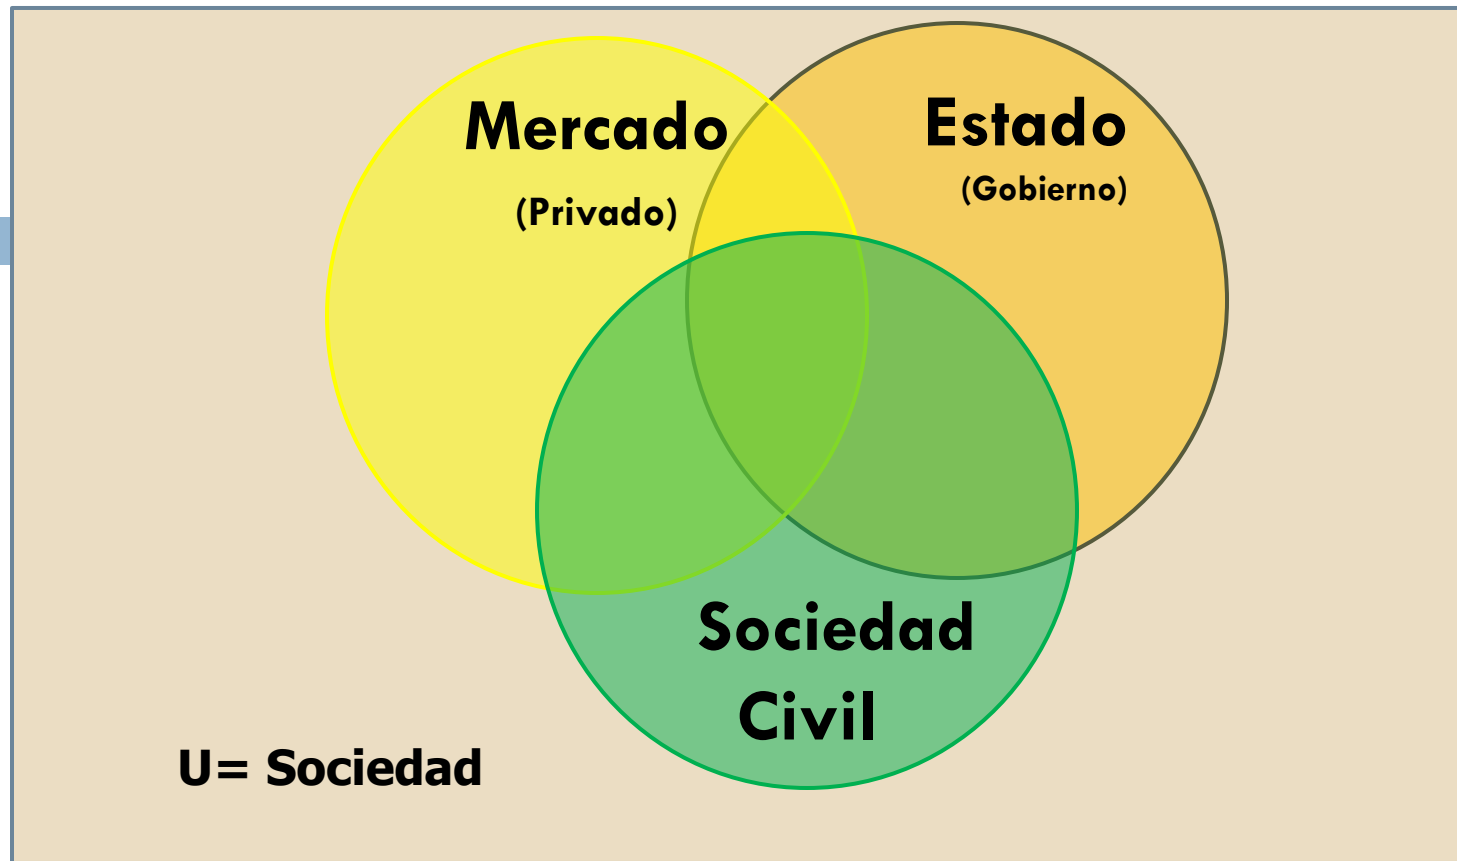 Mercado
(Privado)
Estado
(Gobierno)
Sociedad
Civil
U= Sociedad